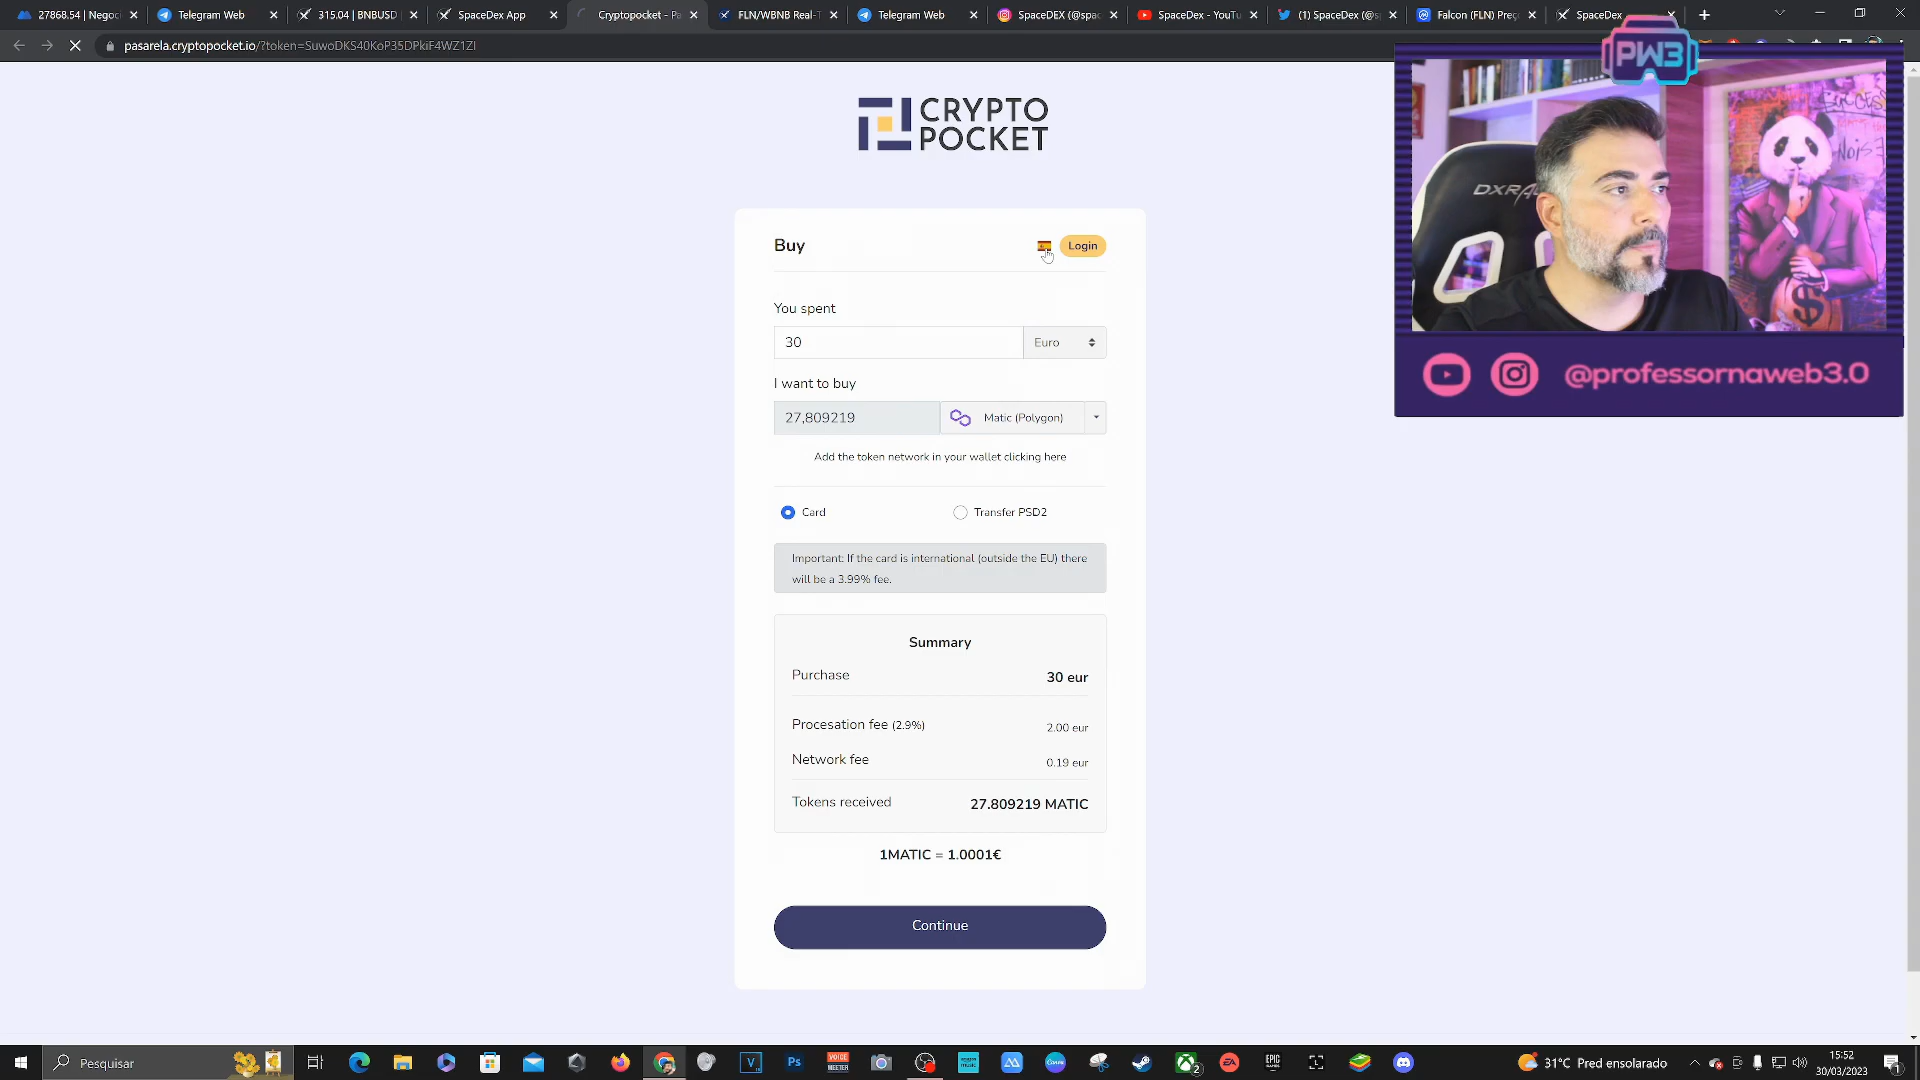 27868.54 | Negoc
Telegram Web
315.04 | BNBUSD
SpaceDex App
Cryptopocket - Pa
FLN/WBNB Real-T
Telegram Web
SpaceDEX (@spac
SpaceDex - YouTu
(1) SpaceDex (@s
Falcon (FLN) Preç
SpaceDex
pasarela.cryptopocket.io/?token=SuwoDKS40KoP35DPkiF4WZ1ZI
PW3
CRYPTO
POCKET
DXRA
Buy
Login
You spent
30
Euro
I want to buy
27,809219
Matic (Polygon)
Add the token network in your wallet clicking here
@professornaweb3.0
Card
Transfer PSD2
Important: If the card is international (outside the EU) there
will be a 3.99% fee.
Summary
Purchase
30 eur
Procesation fee (2.9%)
2.00 eur
Network fee
0.19 eur
Tokens received
27.809219 MATIC
1MATIC = 1.0001€
Continue
Pesquisar
31°C Pred ensolarado
15:52
30/03/2023